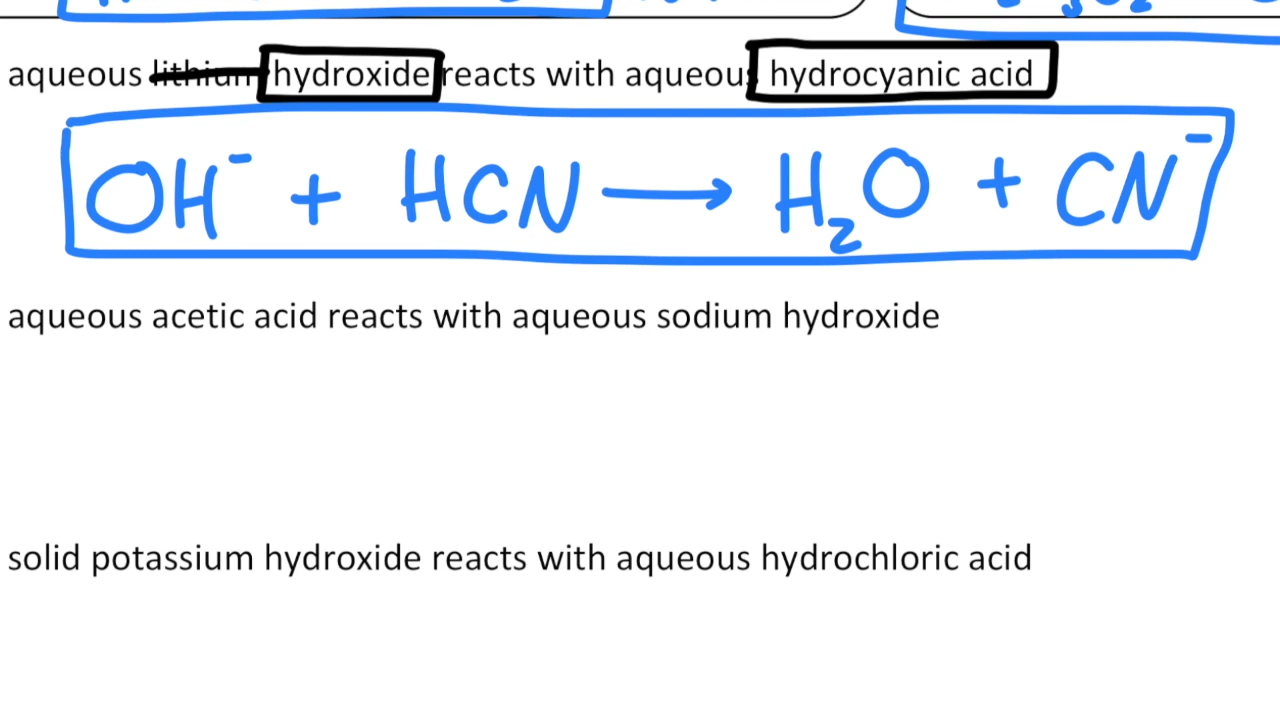 aqueous lithium hydroxide reacts with aqueous hydrocyanic acid
OH⁻ + HCN → H₂O + CN⁻
aqueous acetic acid reacts with aqueous sodium hydroxide
solid potassium hydroxide reacts with aqueous hydrochloric acid